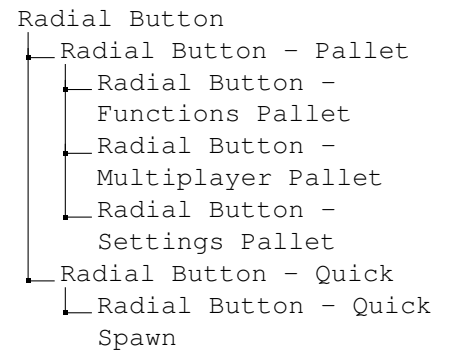 Radial Button
Radial Button - Pallet
Radial Button -
Functions Pallet
Radial Button -
Multiplayer Pallet
Radial Button -
Settings Pallet
Radial Button - Quick
Radial Button - Quick
Spawn